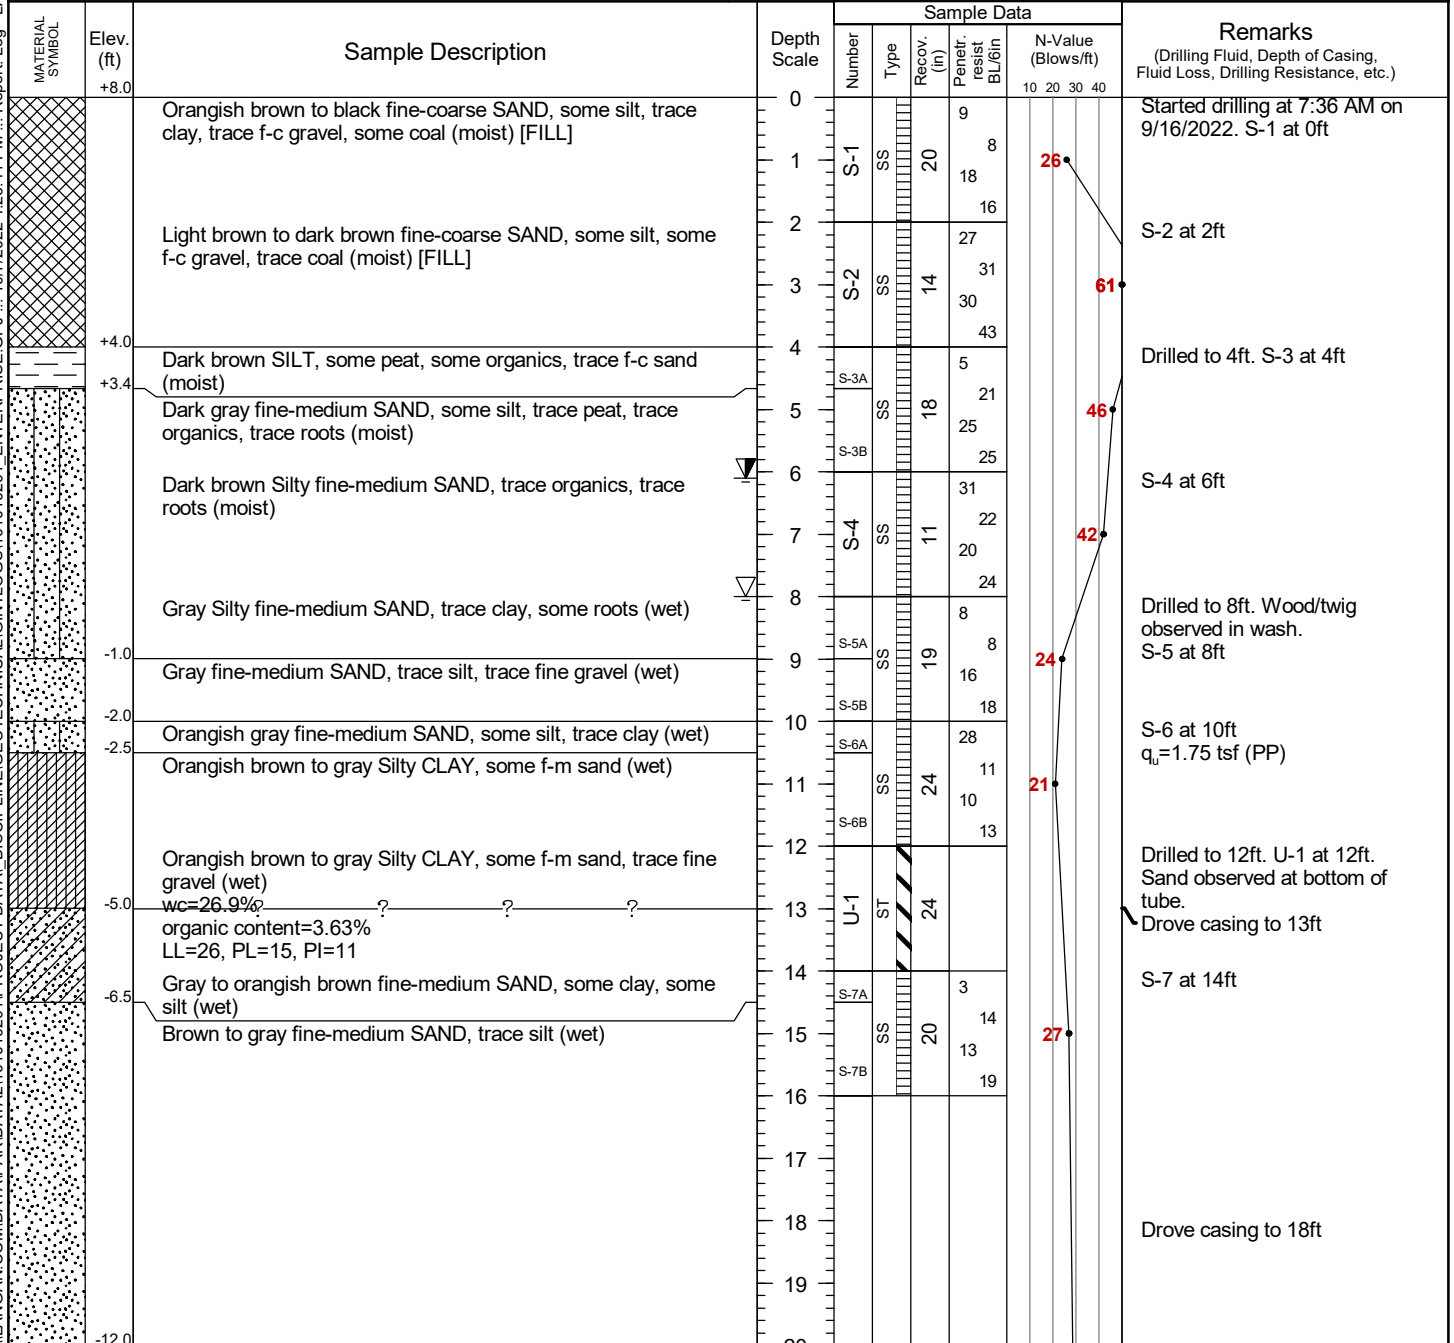 MATERIAL SYMBOL
Elev. (ft)
+8.0
Sample Description
Depth Scale
Sample Data
Number
Type
Recov. (in)
Penetr. resist BL/6in
N-Value (Blows/ft)
10 20 30 40
Remarks
(Drilling Fluid, Depth of Casing,
Fluid Loss, Drilling Resistance, etc.)
Orangish brown to black fine-coarse SAND, some silt, trace
clay, trace f-c gravel, some coal (moist) [FILL]
0
S-1
SS
20
9
8
18
16
26
Started drilling at 7:36 AM on
9/16/2022. S-1 at 0ft
1
2
Light brown to dark brown fine-coarse SAND, some silt, some
f-c gravel, trace coal (moist) [FILL]
S-2
SS
14
27
31
30
43
61
S-2 at 2ft
3
+4.0
4
Dark brown SILT, some peat, some organics, trace f-c sand
(moist)
+3.4
S-3A
S-3B
SS
18
5
21
25
25
46
Drilled to 4ft. S-3 at 4ft
Dark gray fine-medium SAND, some silt, trace peat, trace
organics, trace roots (moist)
5
6
Dark brown Silty fine-medium SAND, trace organics, trace
roots (moist)
S-4
SS
11
31
22
20
24
42
S-4 at 6ft
7
8
Gray Silty fine-medium SAND, trace clay, some roots (wet)
S-5A
S-5B
SS
19
8
8
16
18
24
Drilled to 8ft. Wood/twig
observed in wash.
S-5 at 8ft
-1.0
9
Gray fine-medium SAND, trace silt, trace fine gravel (wet)
-2.0
10
Orangish gray fine-medium SAND, some silt, trace clay (wet)
-2.5
S-6A
S-6B
SS
24
28
11
10
13
21
S-6 at 10ft
qu=1.75 tsf (PP)
Orangish brown to gray Silty CLAY, some f-m sand (wet)
11
12
Orangish brown to gray Silty CLAY, some f-m sand, trace fine
gravel (wet)
wc=26.9%
? ? ? ?
-5.0
13
organic content=3.63%
LL=26, PL=15, PI=11
U-1
ST
24
Drilled to 12ft. U-1 at 12ft.
Sand observed at bottom of
tube.
Drove casing to 13ft
14
Gray to orangish brown fine-medium SAND, some clay, some
silt (wet)
-6.5
S-7A
S-7B
SS
20
3
14
13
19
27
S-7 at 14ft
Brown to gray fine-medium SAND, trace silt (wet)
15
16
17
18
Drove casing to 18ft
19
-12.0
20